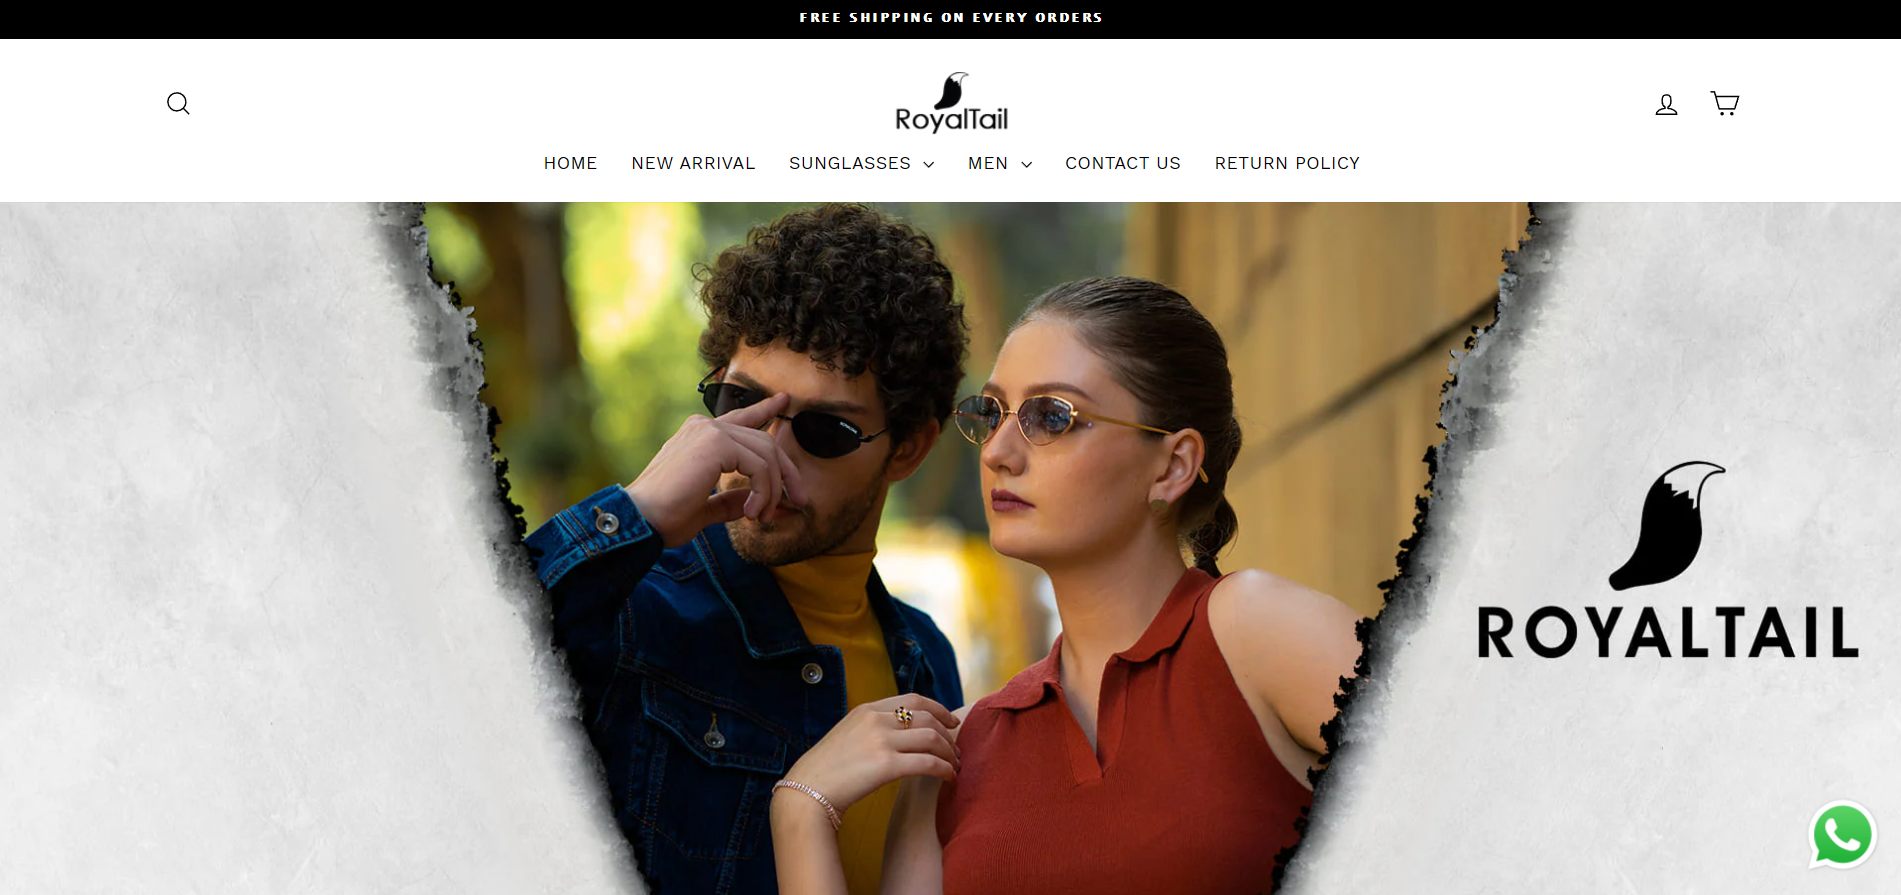 FREE SHIPPING ON EVERY ORDERS
RoyalTail
HOME NEW ARRIVAL SUNGLASSES MEN CONTACT US RETURN POLICY
ROYALTAIL